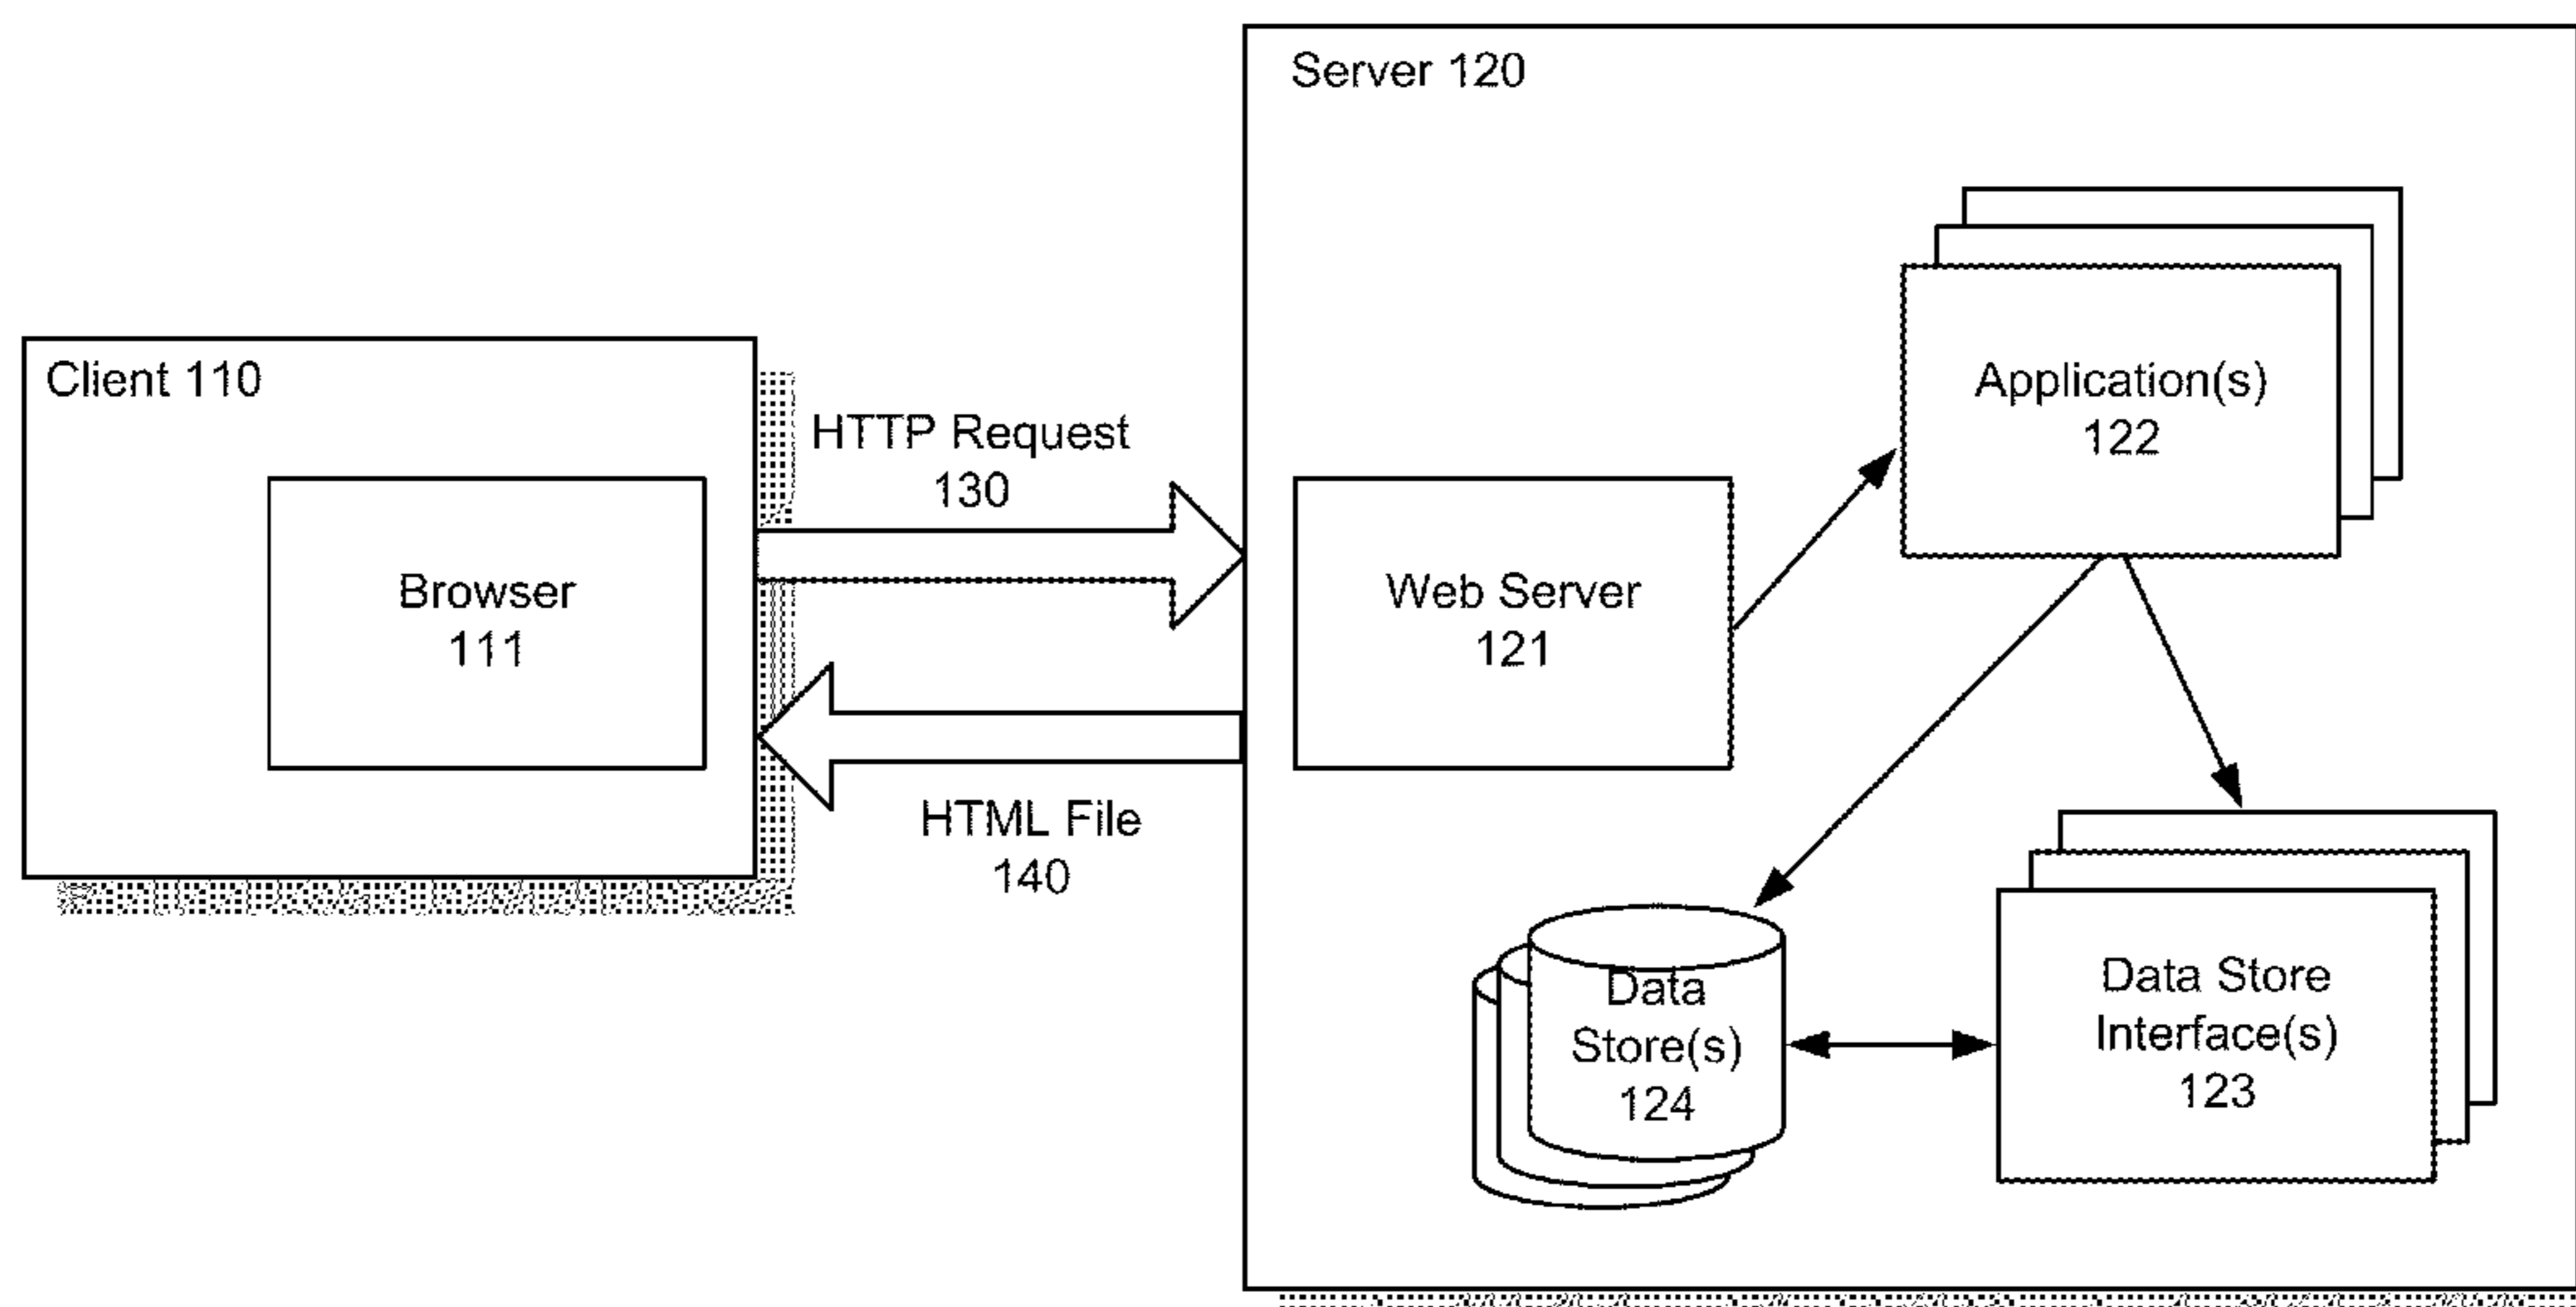 Server 120
Client 110
HTTP Request
130
Browser
111
HTML File
140
Web Server
121
Application(s)
122
Data
Store(s)
124
Data Store
Interface(s)
123